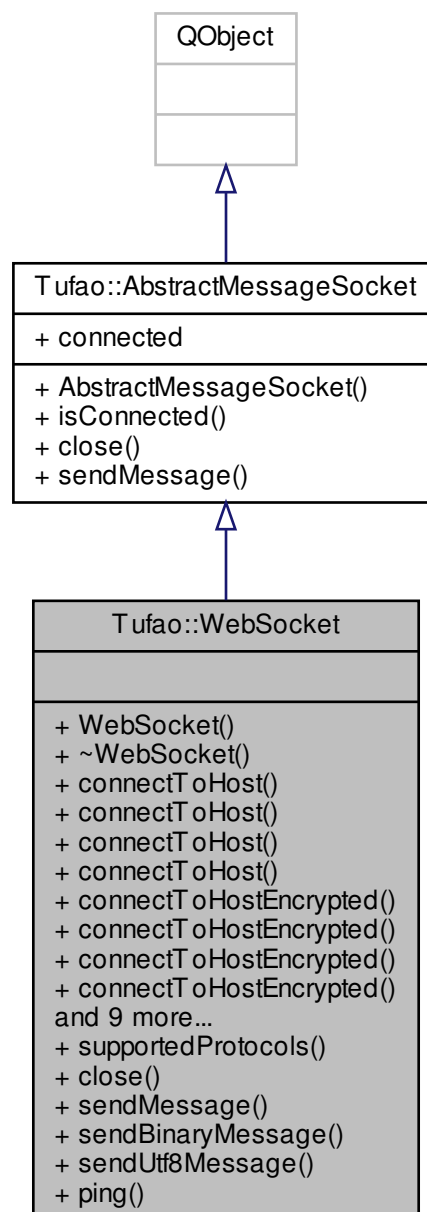 QObject
Tufao::AbstractMessageSocket
+ connected
+ AbstractMessageSocket()
+ isConnected()
+ close()
+ sendMessage()
Tufao::WebSocket
+ WebSocket()
+ ~WebSocket()
+ connectToHost()
+ connectToHost()
+ connectToHost()
+ connectToHost()
+ connectToHostEncrypted()
+ connectToHostEncrypted()
+ connectToHostEncrypted()
+ connectToHostEncrypted()
and 9 more...
+ supportedProtocols()
+ close()
+ sendMessage()
+ sendBinaryMessage()
+ sendUtf8Message()
+ ping()